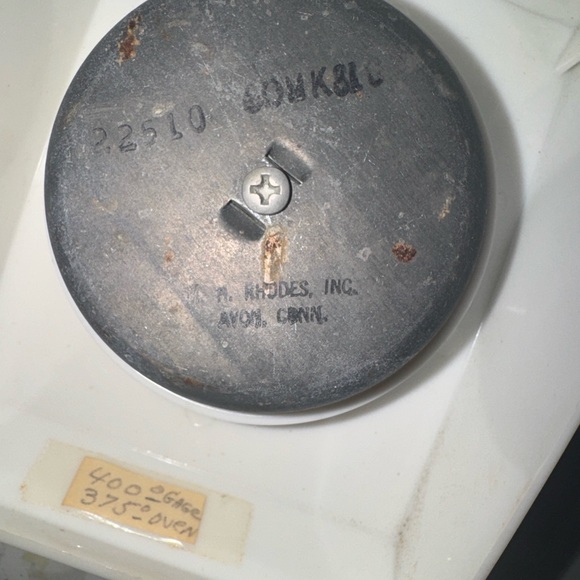 22510
M. RHODES, INC.
AVON, CONN.
400° GAGE
375° OVEN